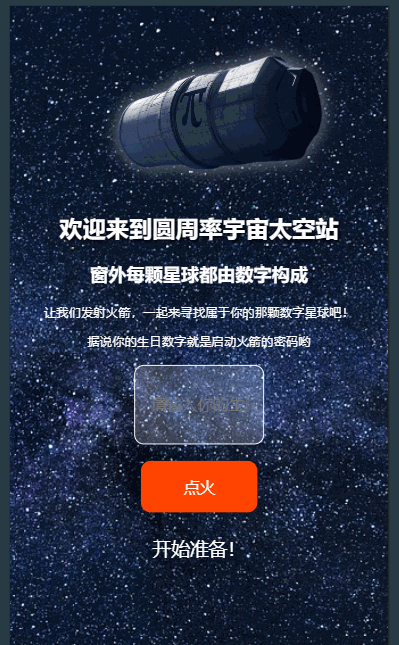 π
欢迎来到圆周率宇宙太空站
窗外每颗星球都由数字构成
让我们发射火箭，一起来寻找属于你的那颗数字星球吧!
据说你的生日数字就是启动火箭的密码哟
点火
开始准备!